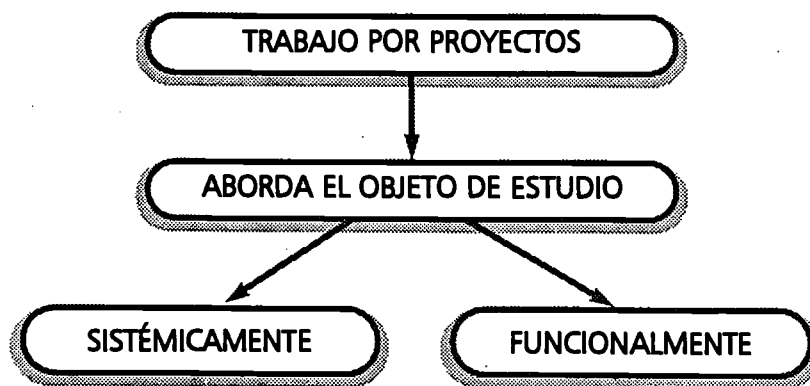 TRABAJO POR PROYECTOS
ABORDA EL OBJETO DE ESTUDIO
SISTÉMICAMENTE
FUNCIONALMENTE